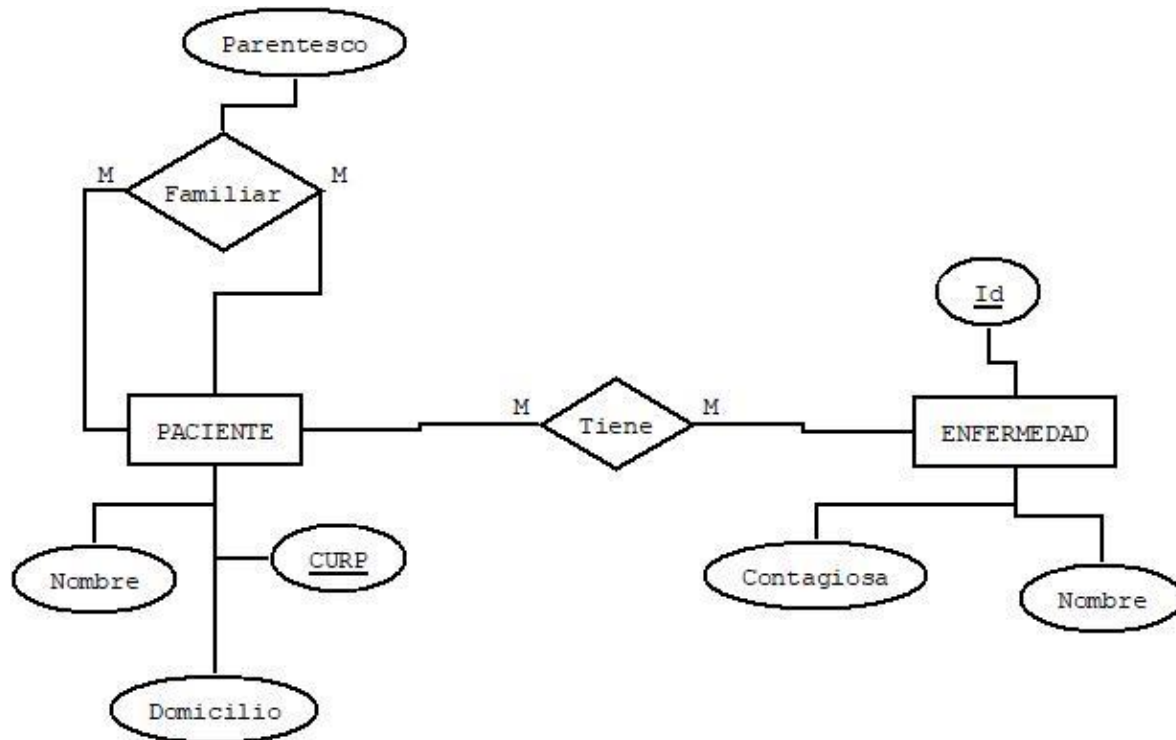 Parentesco
M
M
Familiar
Id
M
M
PACIENTE
Tiene
ENFERMEDAD
Nombre
CURP
Contagiosa
Nombre
Domicilio